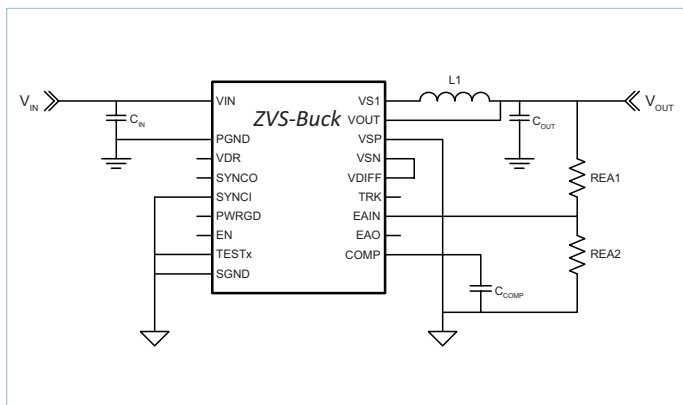 L1
V_IN
VIN
ZVS-Buck
VS1
VOUT
V_OUT
C_IN
C_OUT
PGND
VSP
VDR
VSN
SYNCO
VDIFF
REA1
SYNCI
TRK
PWRGD
EAIN
EN
EAO
REA2
TESTx
COMP
SGND
C_COMP